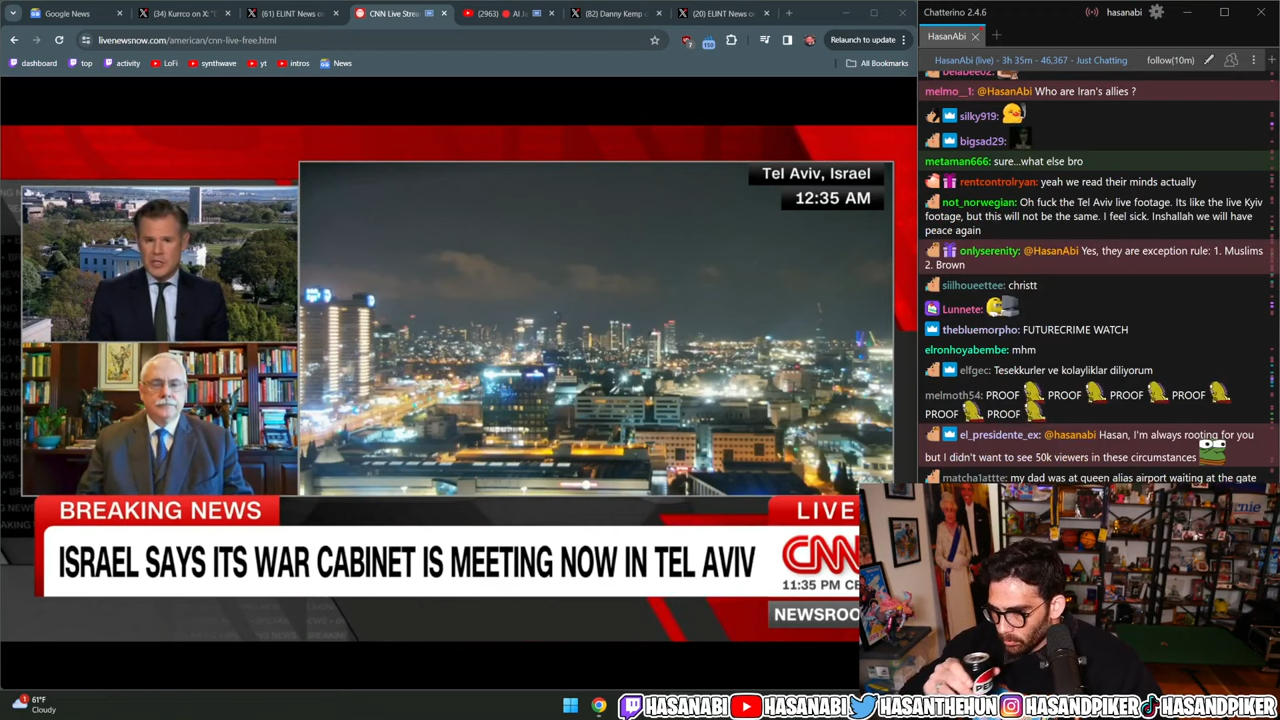 Google News
(34) Kurrco on X: "E
(61) ELINT News o
CNN Live Strea
(2963) AI Ja
(82) Danny Kemp o
(20) ELINT News o
livenewsnow.com/american/cnn-live-free.html
7
150
Relaunch to update
dashboard
top
activity
LoFi
synthwave
yt
intros
News
All Bookmarks
Tel Aviv, Israel
12:35 AM
BREAKING NEWS
LIVE
ISRAEL SAYS ITS WAR CABINET IS MEETING NOW IN TEL AVIV
CNN
11:35 PM CE
NEWSROO
Chatterino 2.4.6
hasanabi
HasanAbi
HasanAbi (live) - 3h 35m - 46,367 - Just Chatting
follow(10m)
belabee02:
melmo__1: @HasanAbi Who are Iran's allies ?
silky919:
bigsad29:
metaman666: sure...what else bro
rentcontrolryan: yeah we read their minds actually
not_norwegian: Oh fuck the Tel Aviv live footage. Its like the live Kyiv
footage, but this will not be the same. I feel sick. Inshallah we will have
peace again
onlyserenity: @HasanAbi Yes, they are exception rule: 1. Muslims
2. Brown
siilhoueettee: christt
Lunnete:
thebluemorpho: FUTURECRIME WATCH
elronhoyabembe: mhm
elfgec: Tesekkurler ve kolayliklar diliyorum
melmoth54: PROOF PROOF PROOF PROOF
PROOF PROOF
el_presidente_ex: @hasanabi Hasan, I'm always rooting for you
but I didn't want to see 50k viewers in these circumstances
matcha1attte: my dad was at queen alias airport waiting at the gate
ernie
1
61°F
Cloudy
HASANABI
HASANABI
HASANTHEHUN
HASANDPIKER
HASANDPIKER